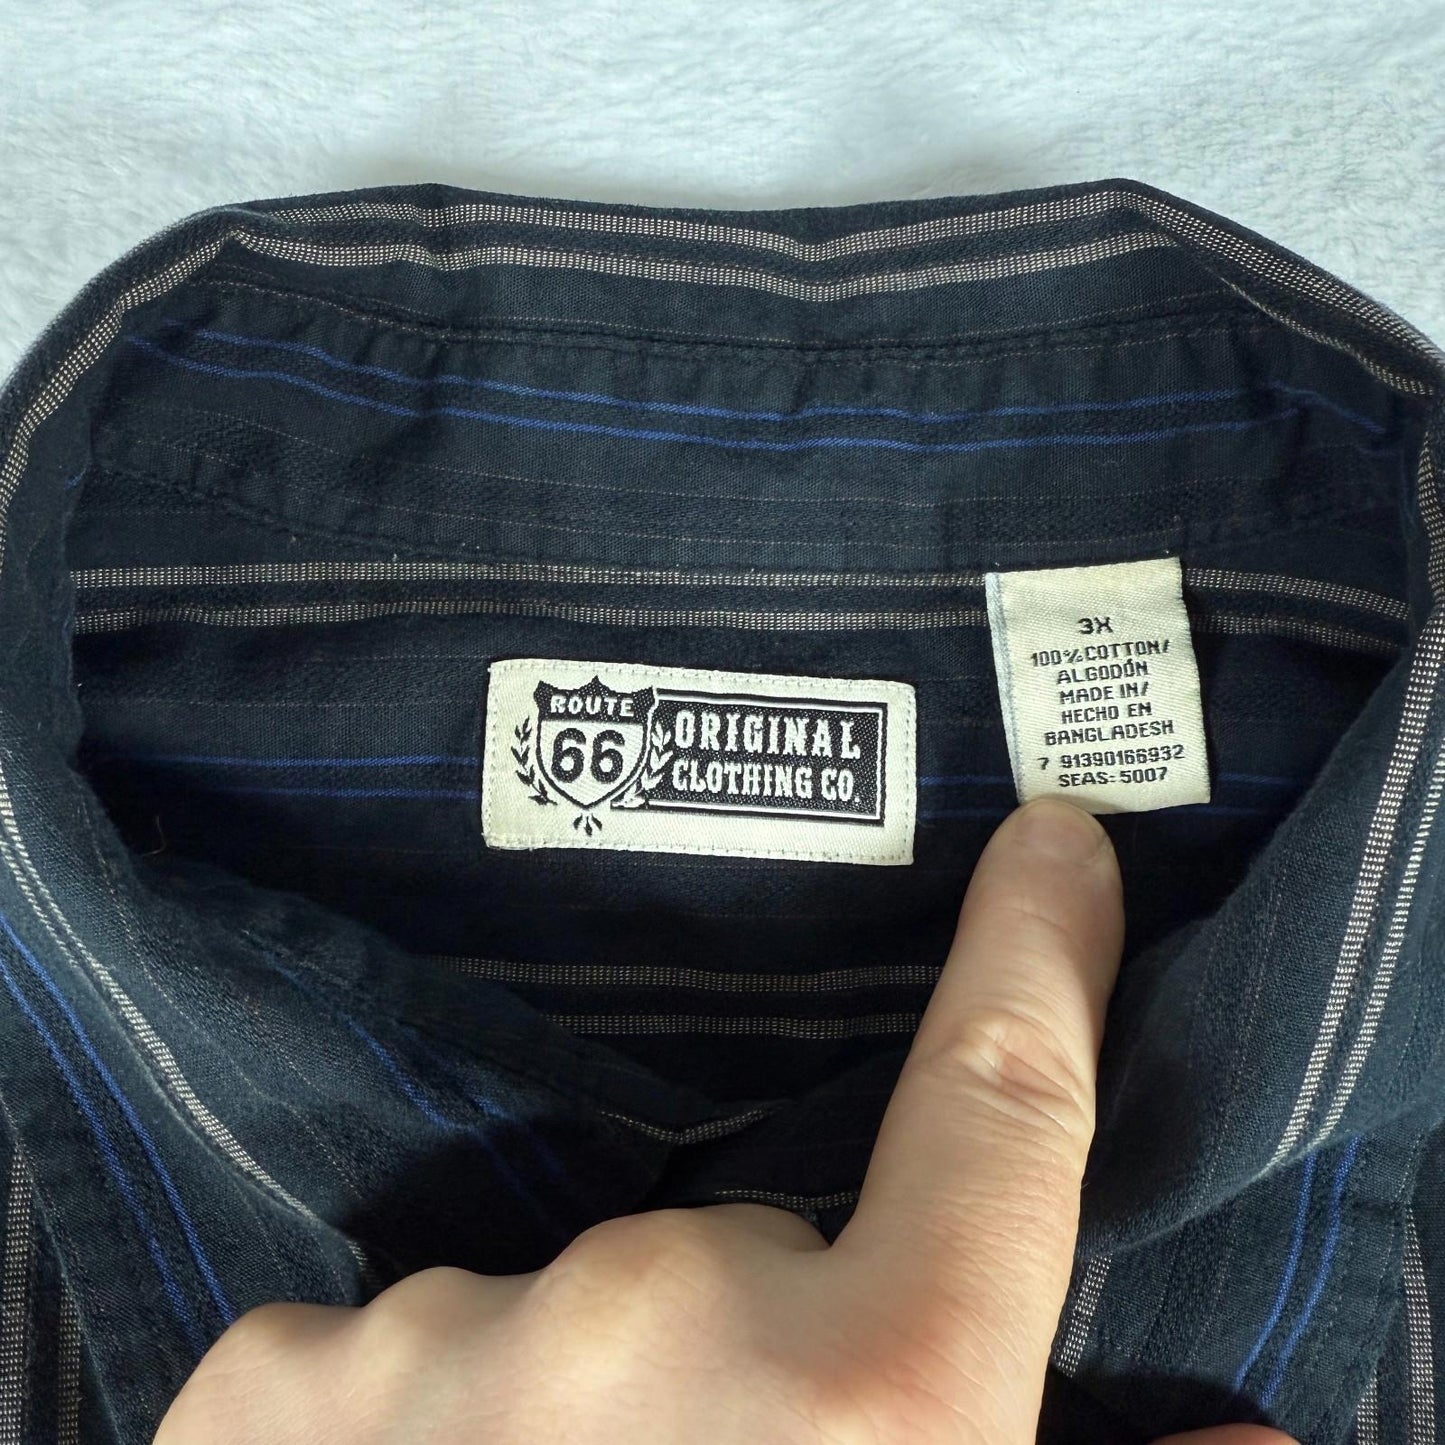 ROUTE
66
ORIGINAL
CLOTHING CO.
3X
100% COTTON/
ALGODÓN
MADE IN/
HECHO EN
BANGLADESH
7 91390166932
SEAS: 5007